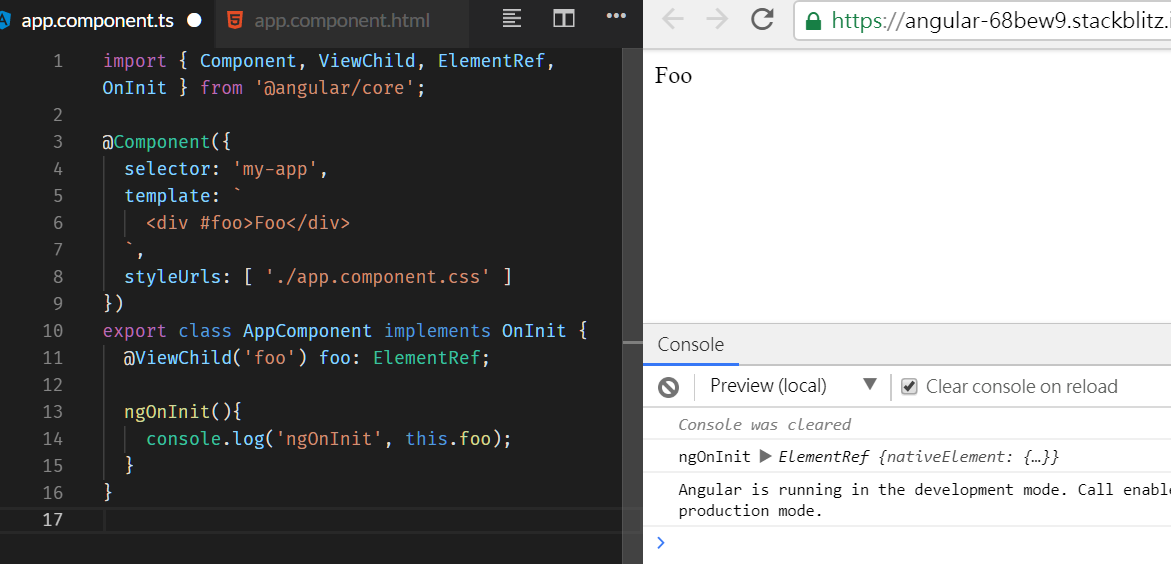 app.component.ts
app.component.html
1 import { Component, ViewChild, ElementRef,
OnInit } from '@angular/core';
2
3 @Component({
4 selector: 'my-app',
5 template: `
6 <div #foo>Foo</div>
7 `,
8 styleUrls: [ './app.component.css' ]
9 })
10 export class AppComponent implements OnInit {
11 @ViewChild('foo') foo: ElementRef;
12
13 ngOnInit(){
14 console.log('ngOnInit', this.foo);
15 }
16 }
17
https://angular-68bew9.stackblitz.i
Foo
Console
Preview (local)
Clear console on reload
Console was cleared
ngOnInit ▶ ElementRef {nativeElement: {…}}
Angular is running in the development mode. Call enabl
production mode.